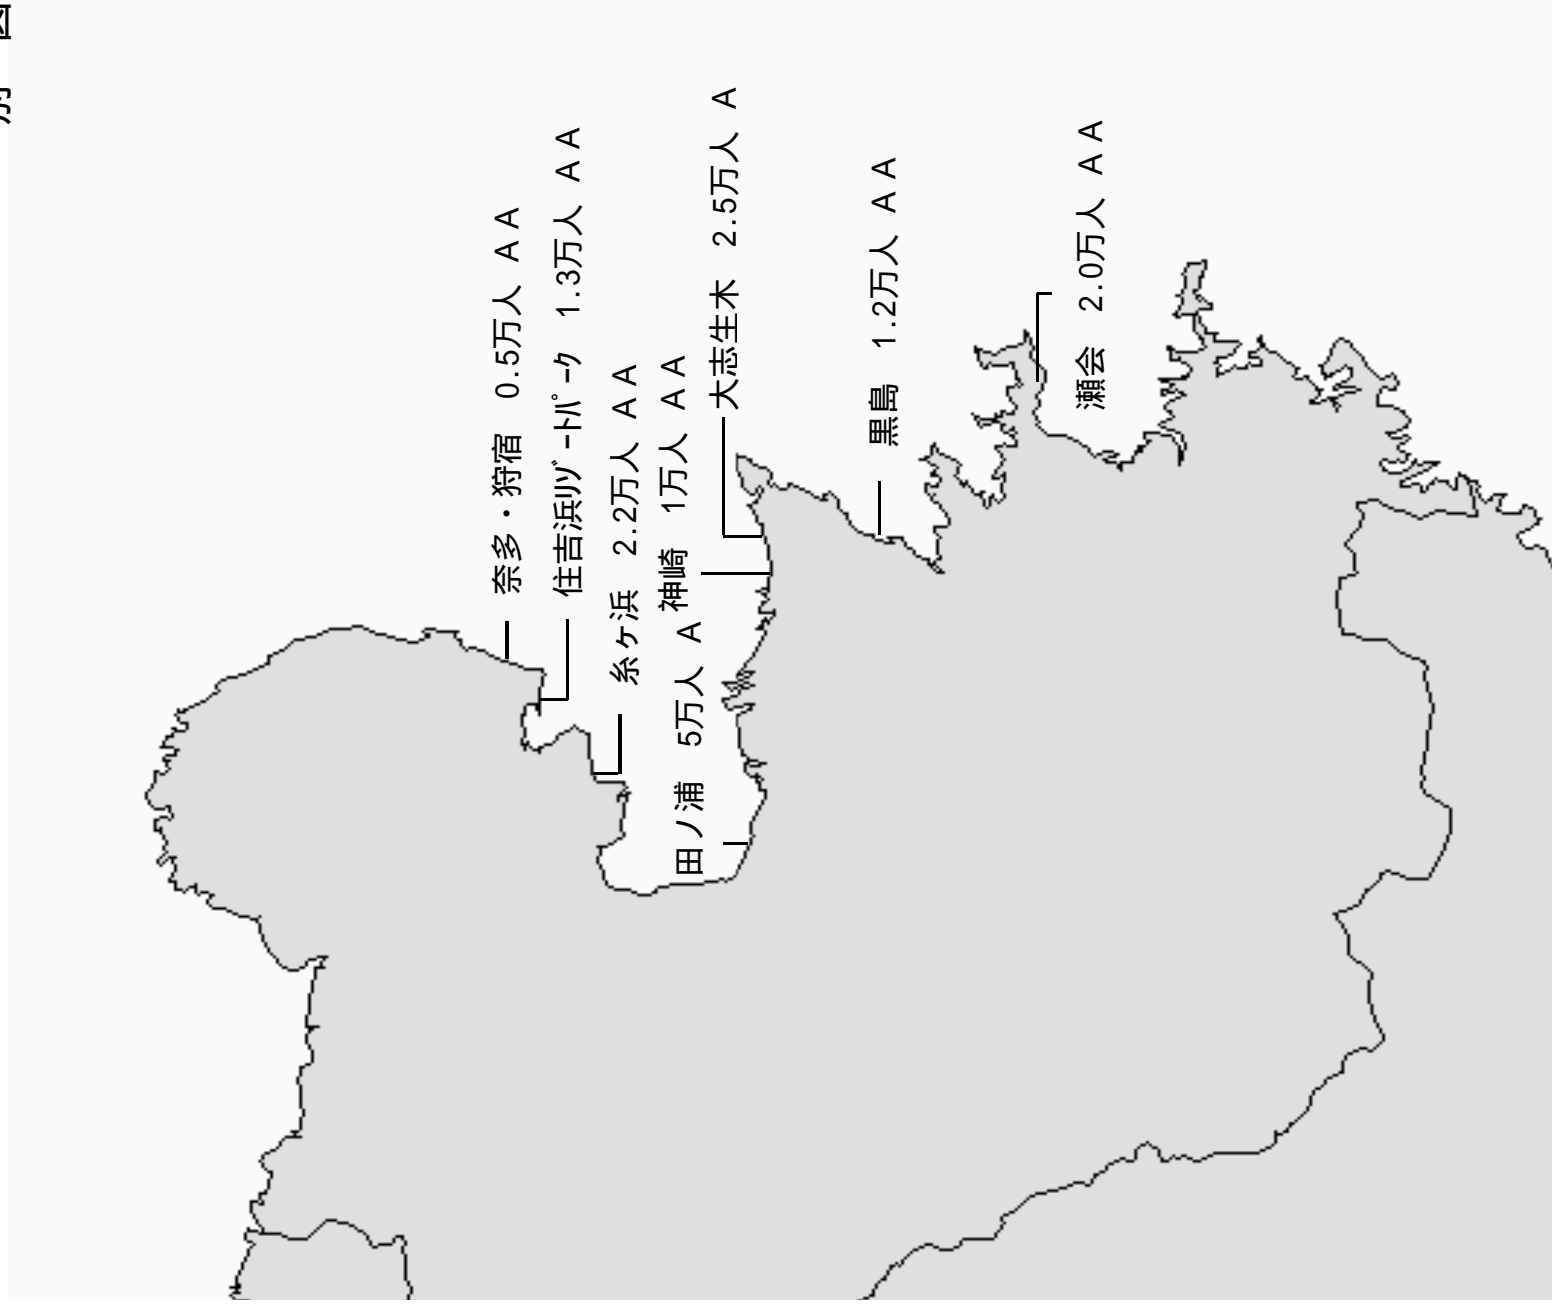 別　図
奈多・狩宿　0.5万人 ＡＡ
住吉浜ﾘｿﾞｰﾄﾊﾟｰｸ　1.3万人 ＡＡ
糸ヶ浜　2.2万人 ＡＡ
神崎　1万人 ＡＡ
田ノ浦　5万人 Ａ
大志生木　2.5万人 Ａ
黒島　1.2万人 ＡＡ
瀬会　2.0万人 ＡＡ